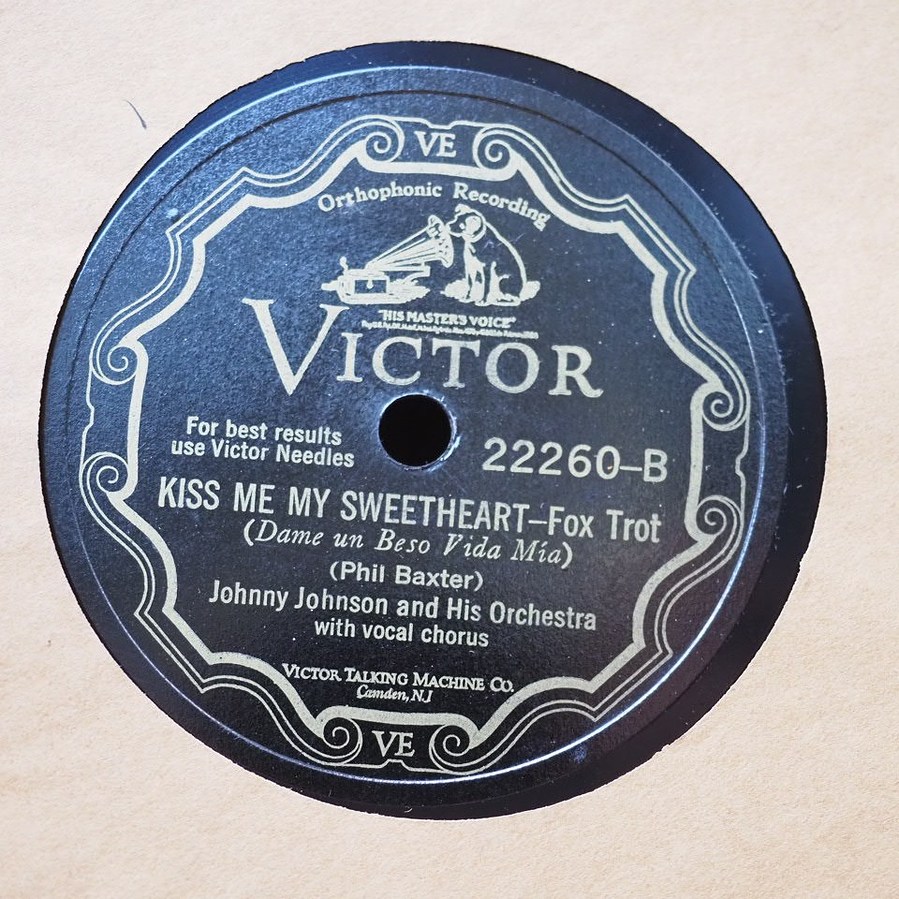 VE
Orthophonic Recording
"HIS MASTER'S VOICE"
VICTOR
For best results
use Victor Needles
22260-B
KISS ME MY SWEETHEART-Fox Trot
(Dame un Beso Vida Mía)
(Phil Baxter)
Johnny Johnson and His Orchestra
with vocal chorus
VICTOR TALKING MACHINE CO.
Camden, N.J
VE